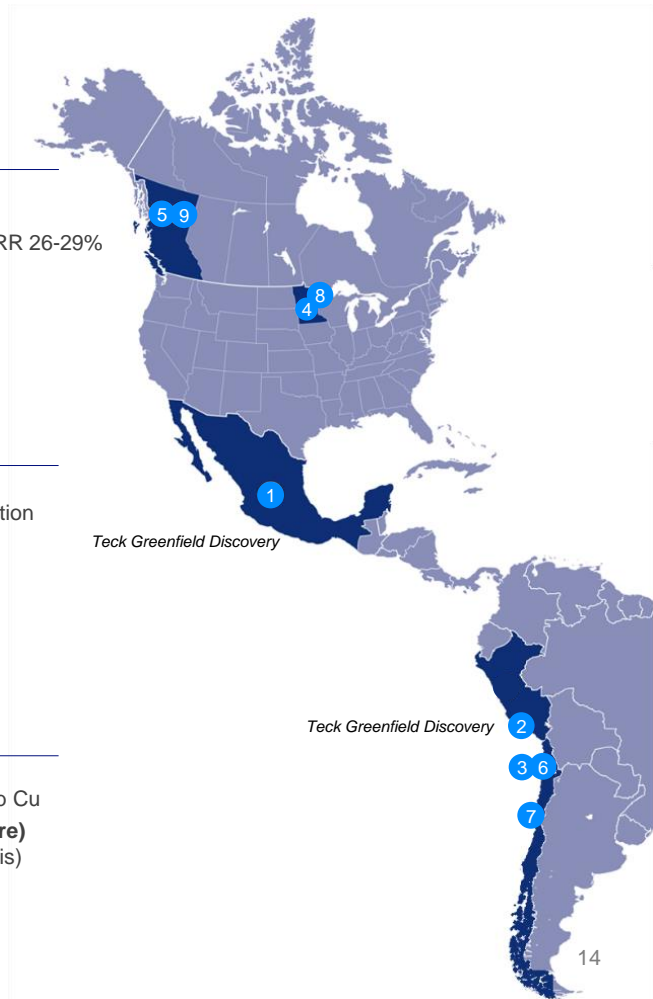 5 9
RR 26-29%
8
4
tion
1
Teck Greenfield Discovery
Teck Greenfield Discovery
2
3 6
o Cu
re)
7
is)
14